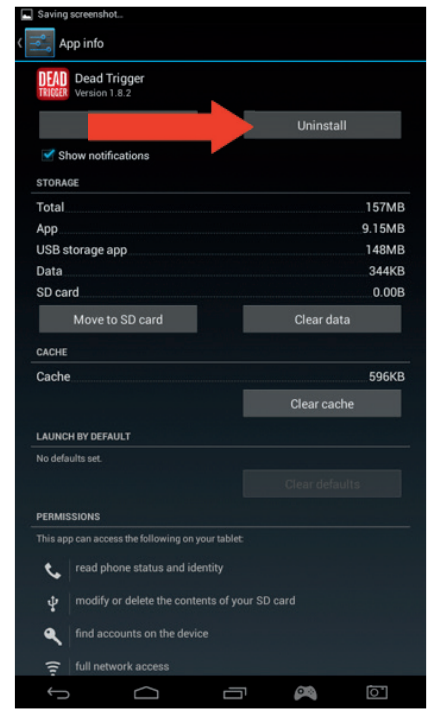 Saving screenshot...
App info
DEAD
TRIGGER
Dead Trigger
Version 1.8.2
Uninstall
Show notifications
STORAGE
Total 157MB
App 9.15MB
USB storage app 148MB
Data 344KB
SD card 0.00B
Move to SD card Clear data
CACHE
Cache 596KB
Clear cache
LAUNCH BY DEFAULT
No defaults set.
Clear defaults
PERMISSIONS
This app can access the following on your tablet:
read phone status and identity
modify or delete the contents of your SD card
find accounts on the device
full network access